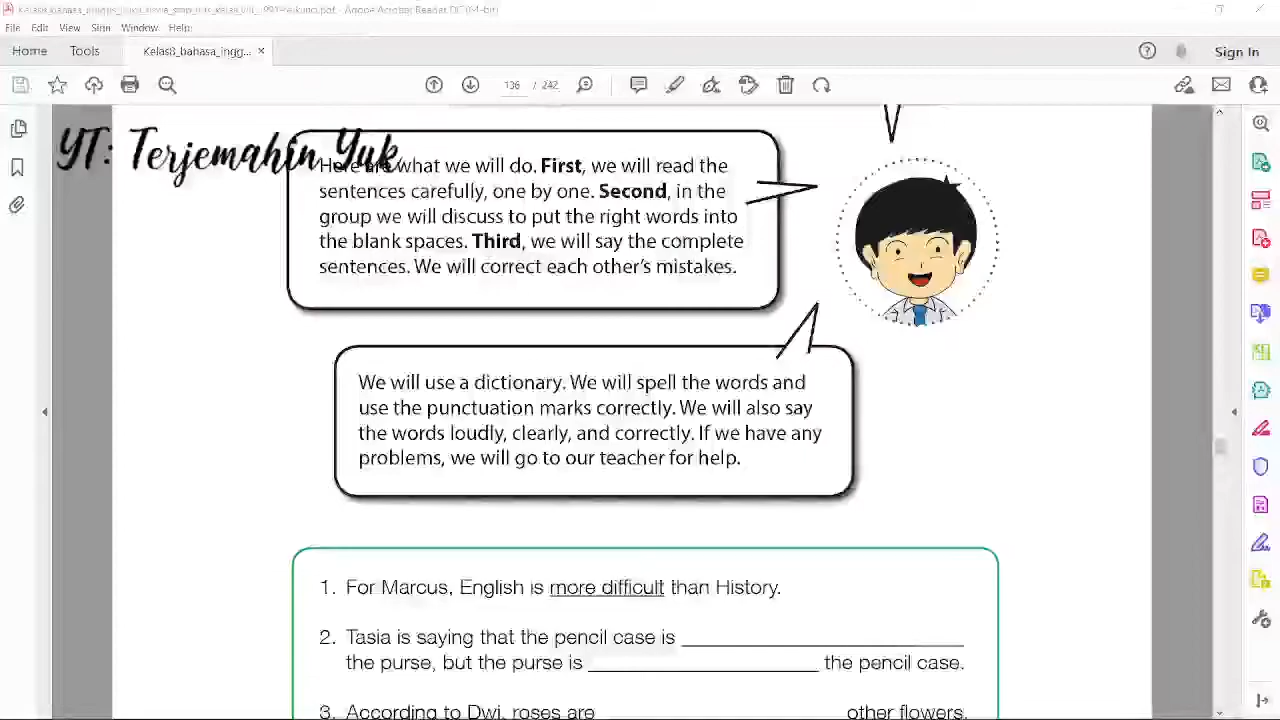 File Edit View Sign Window Help
Home Tools Kelas8_bahasa_ingg... × Sign In
136 / 242
YT: Terjemahin Yuk
Here are what we will do. First, we will read the
sentences carefully, one by one. Second, in the
group we will discuss to put the right words into
the blank spaces. Third, we will say the complete
sentences. We will correct each other's mistakes.
We will use a dictionary. We will spell the words and
use the punctuation marks correctly. We will also say
the words loudly, clearly, and correctly. If we have any
problems, we will go to our teacher for help.
1. For Marcus, English is more difficult than History.
2. Tasia is saying that the pencil case is ____________________
the purse, but the purse is ____________________ the pencil case.
3. According to Dwi, roses are ____________________ other flowers.